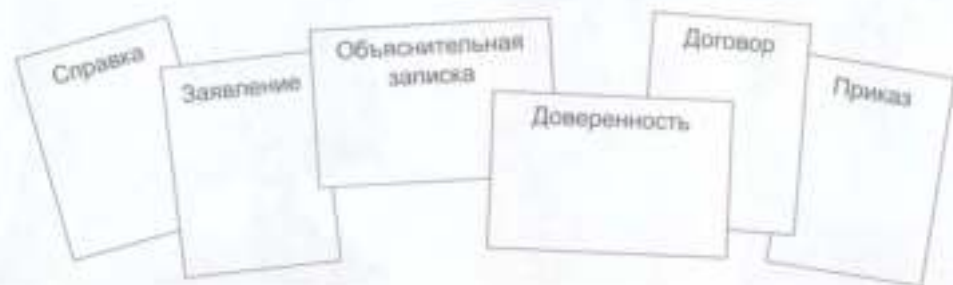 Справка
Заявление
Объяснительная
записка
Доверенность
Договор
Приказ